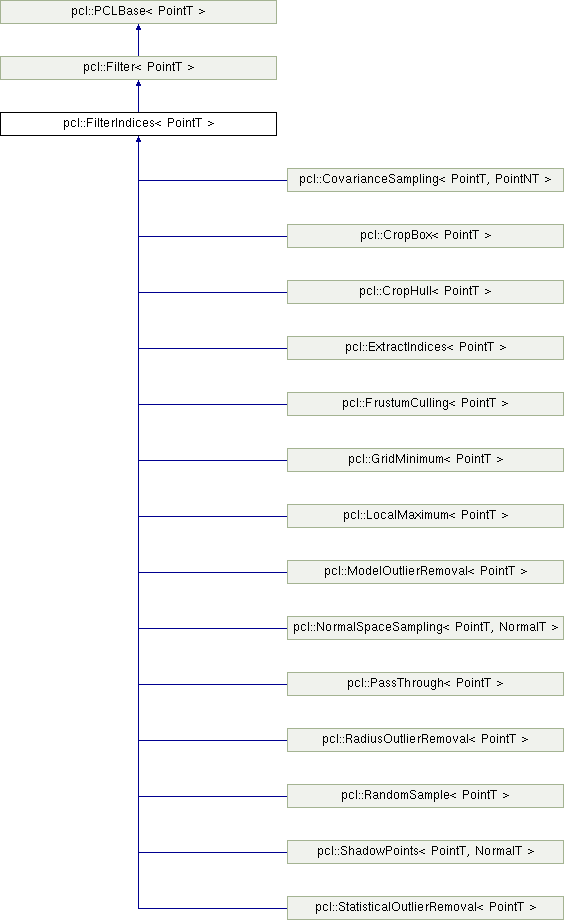 pcl::PCLBase< PointT >
pcl::Filter< PointT >
pcl::FilterIndices< PointT >
pcl::CovarianceSampling< PointT, PointNT >
pcl::CropBox< PointT >
pcl::CropHull< PointT >
pcl::ExtractIndices< PointT >
pcl::FrustumCulling< PointT >
pcl::GridMinimum< PointT >
pcl::LocalMaximum< PointT >
pcl::ModelOutlierRemoval< PointT >
pcl::NormalSpaceSampling< PointT, NormalT >
pcl::PassThrough< PointT >
pcl::RadiusOutlierRemoval< PointT >
pcl::RandomSample< PointT >
pcl::ShadowPoints< PointT, NormalT >
pcl::StatisticalOutlierRemoval< PointT >